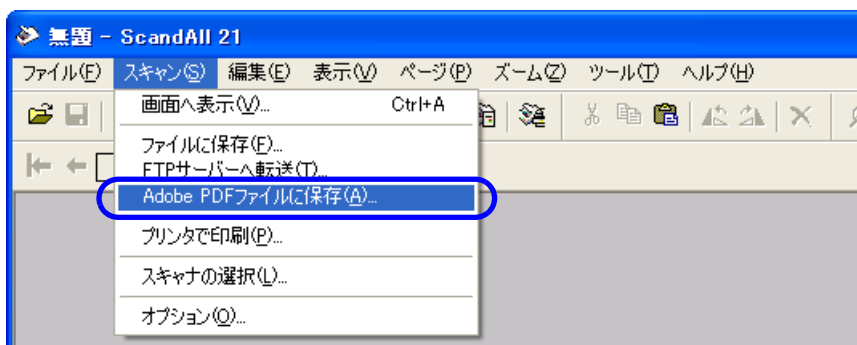 無題 - ScandAll 21
ファイル(F) スキャン(S) 編集(E) 表示(V) ページ(P) ズーム(Z) ツール(T) ヘルプ(H)
画面へ表示(V)... Ctrl+A
ファイルに保存(F)...
FTPサーバーへ転送(T)...
Adobe PDFファイルに保存(A)...
プリンタで印刷(P)...
スキャナの選択(L)...
オプション(O)...